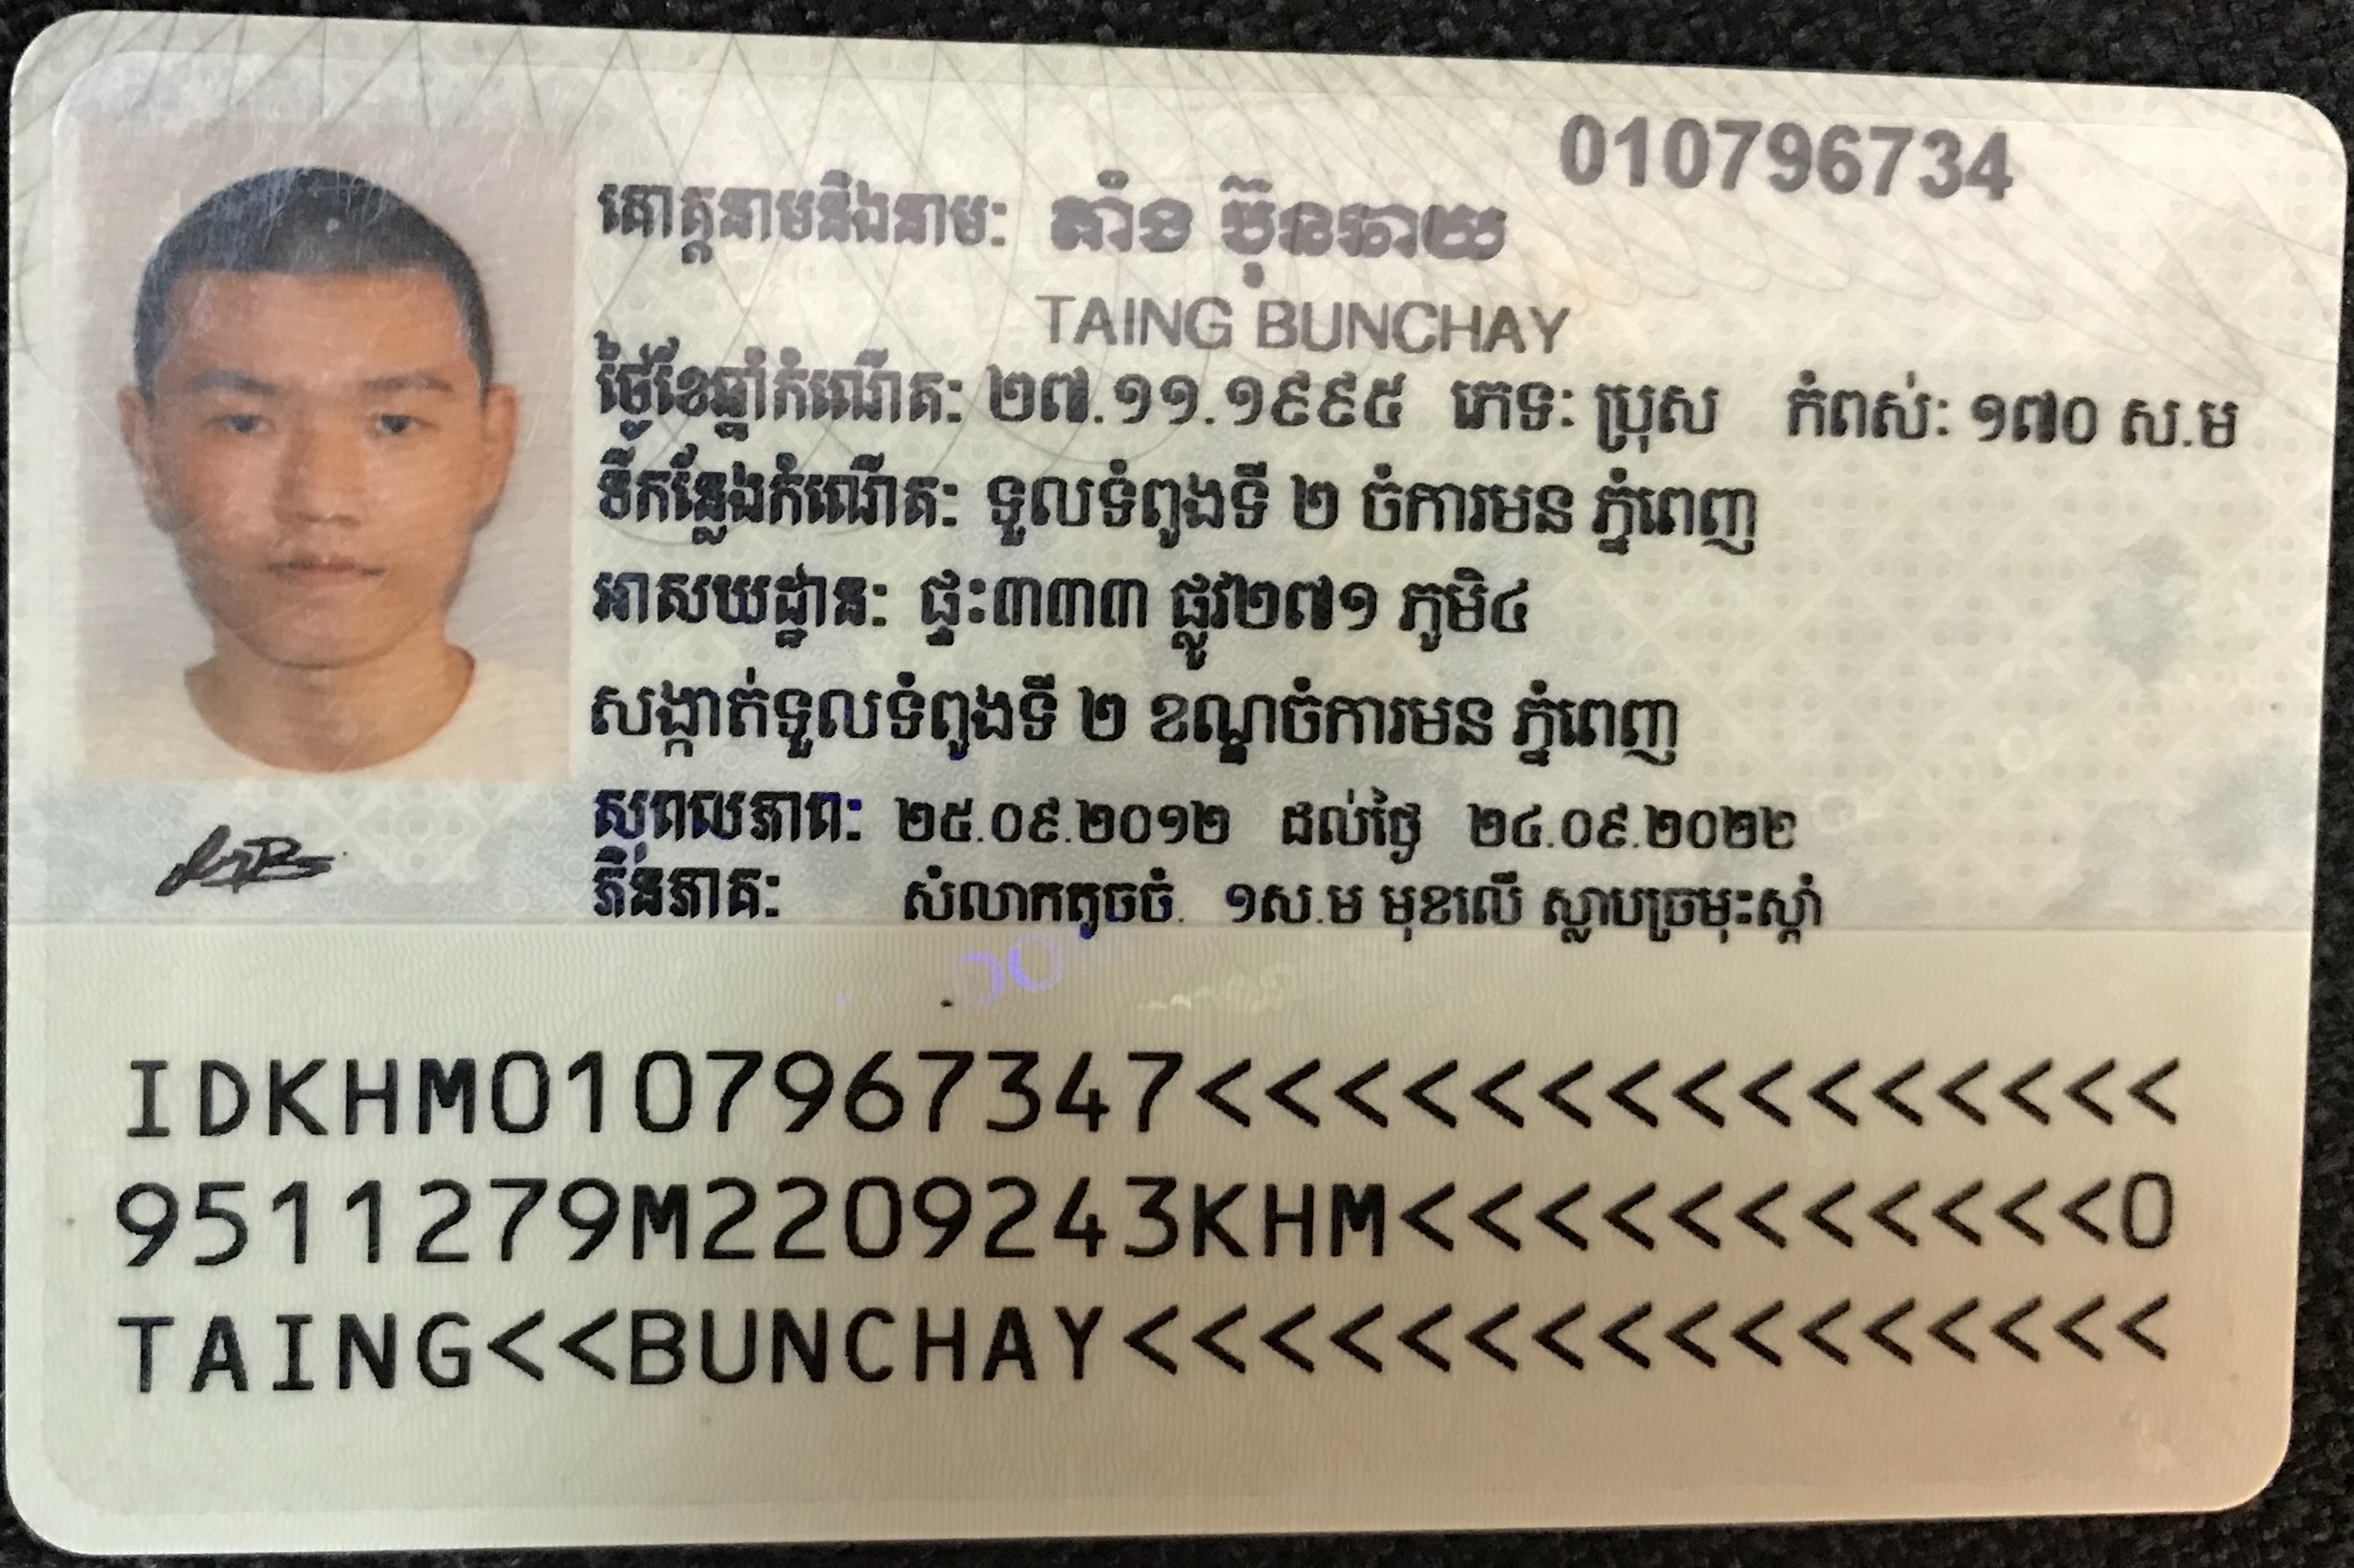 010796734
គោត្តនាមនិងនាម: តាំង ប៊ុនឆាយ
TAING BUNCHAY
ថ្ងៃខែឆ្នាំកំណើត: ២៧.១១.១៩៩៥ ភេទ: ប្រុស កំពស់: ១៧០ ស.ម
ទីកន្លែងកំណើត: ទួលទំពូងទី ២ ចំការមន ភ្នំពេញ
អាសយដ្ឋាន: ផ្ទះ៣៣៣ ផ្លូវ២៧១ ភូមិ៤
សង្កាត់ទួលទំពូងទី ២ ខណ្ឌចំការមន ភ្នំពេញ
សុពលភាព: ២៥.០៩.២០១២ ដល់ថ្ងៃ ២៤.០៩.២០២២
ភិនភាគ: សំលាកតូចចំ. ១ស.ម មុខលើ ស្លាបច្រមុះស្តាំ
IDKHM0107967347<<<<<<<<<<<<<<<
9511279M2209243KHM<<<<<<<<<<<0
TAING<<BUNCHAY<<<<<<<<<<<<<<<<